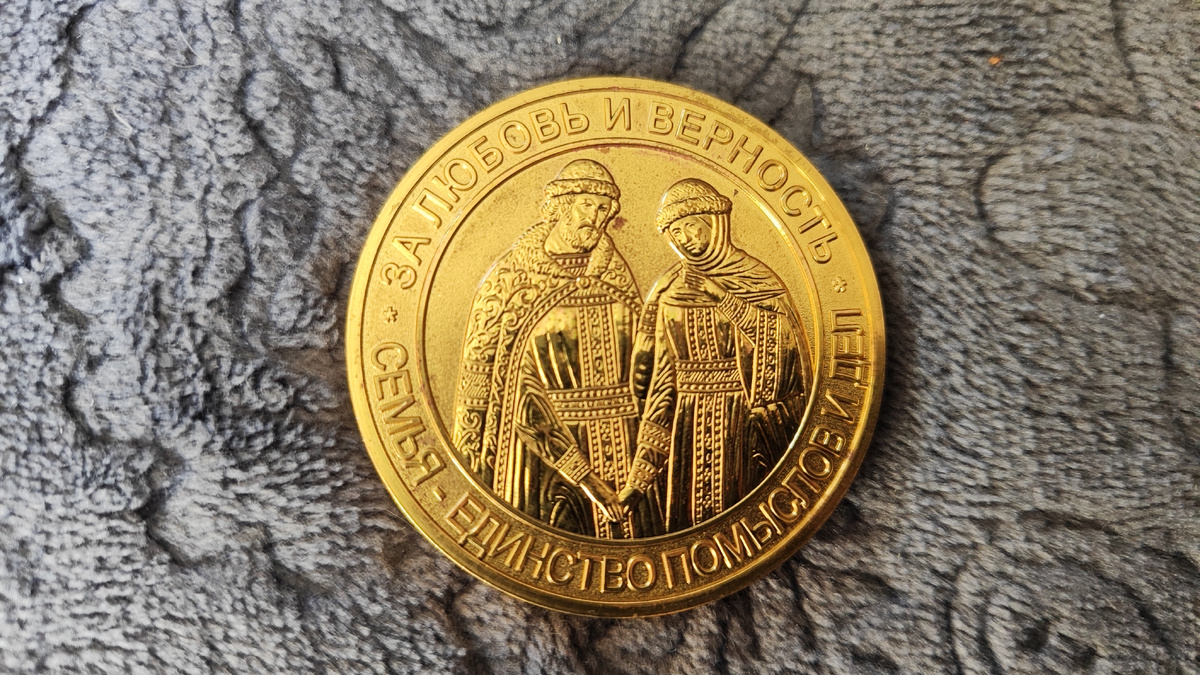 ЗА ЛЮБОВЬ И ВЕРНОСТЬ
СЕМЬЯ - ЕДИНСТВО ПОМЫСЛОВ И ДЕЛ